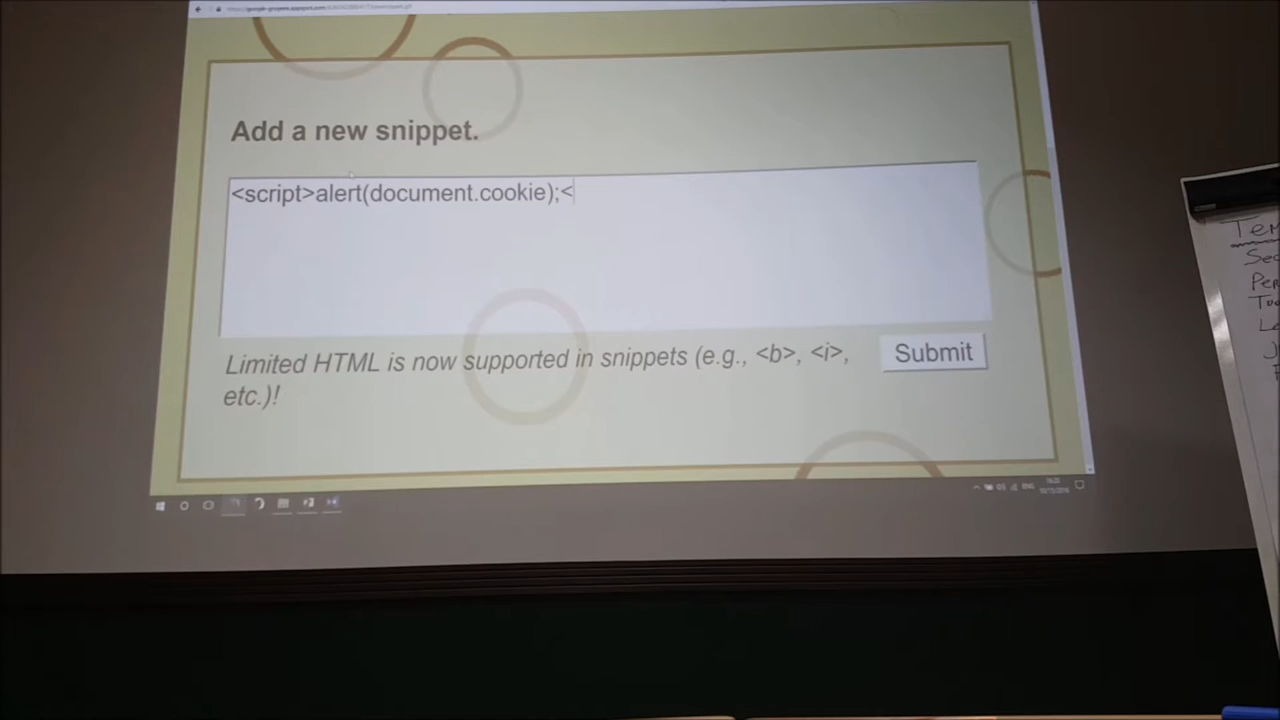 Add a new snippet.
<script>alert(document.cookie);<
Limited HTML is now supported in snippets (e.g., <b>, <i>,
etc.)!
Submit